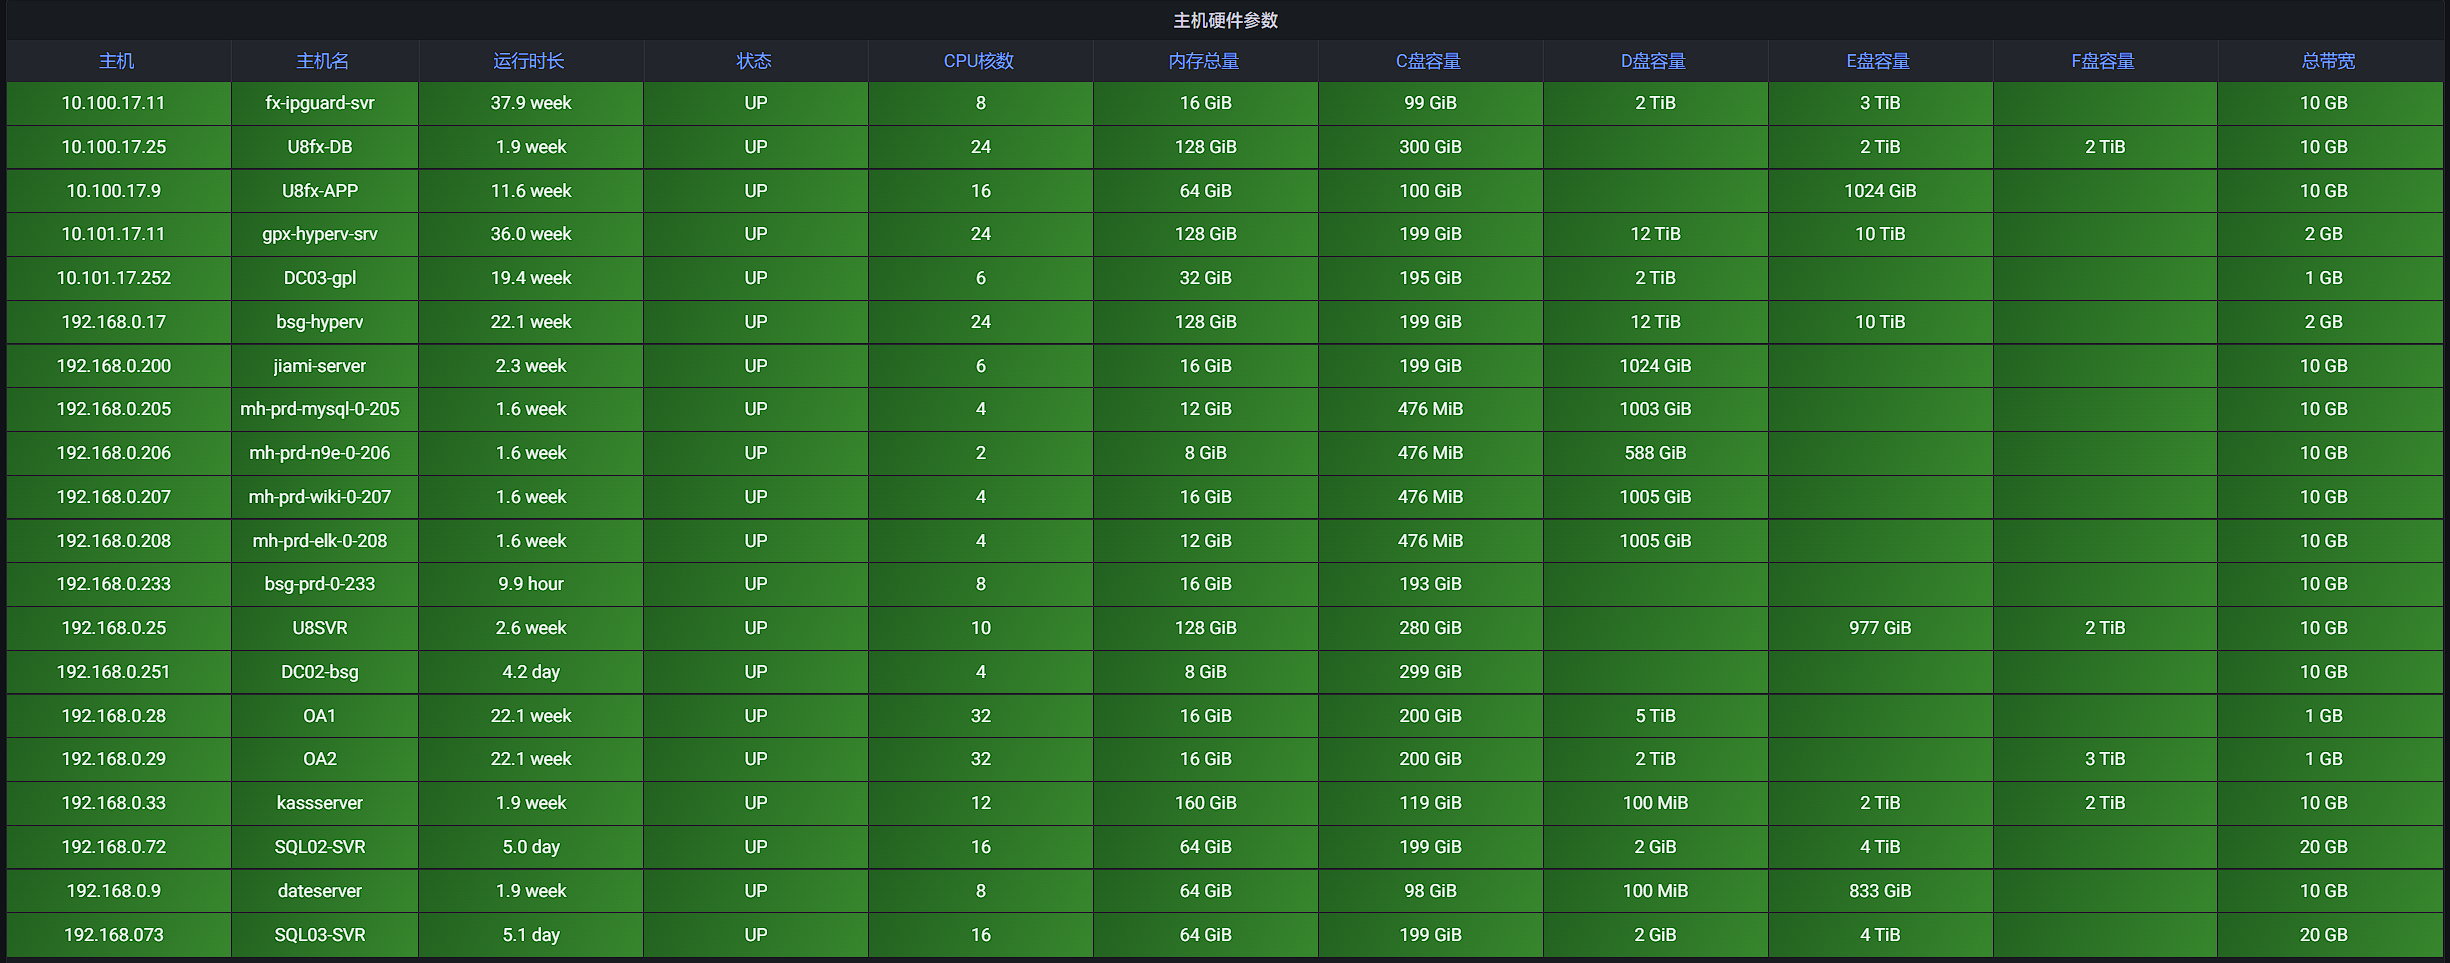 主机硬件参数
主机 主机名 运行时长 状态 CPU核数 内存总量 C盘容量 D盘容量 E盘容量 F盘容量 总带宽
10.100.17.11 fx-ipguard-svr 37.9 week UP 8 16 GiB 99 GiB 2 TiB 3 TiB 10 GB
10.100.17.25 U8fx-DB 1.9 week UP 24 128 GiB 300 GiB 2 TiB 2 TiB 10 GB
10.100.17.9 U8fx-APP 11.6 week UP 16 64 GiB 100 GiB 1024 GiB 10 GB
10.101.17.11 gpx-hyperv-srv 36.0 week UP 24 128 GiB 199 GiB 12 TiB 10 TiB 2 GB
10.101.17.252 DC03-gpl 19.4 week UP 6 32 GiB 195 GiB 2 TiB 1 GB
192.168.0.17 bsg-hyperv 22.1 week UP 24 128 GiB 199 GiB 12 TiB 10 TiB 2 GB
192.168.0.200 jiami-server 2.3 week UP 6 16 GiB 199 GiB 1024 GiB 10 GB
192.168.0.205 mh-prd-mysql-0-205 1.6 week UP 4 12 GiB 476 MiB 1003 GiB 10 GB
192.168.0.206 mh-prd-n9e-0-206 1.6 week UP 2 8 GiB 476 MiB 588 GiB 10 GB
192.168.0.207 mh-prd-wiki-0-207 1.6 week UP 4 16 GiB 476 MiB 1005 GiB 10 GB
192.168.0.208 mh-prd-elk-0-208 1.6 week UP 4 12 GiB 476 MiB 1005 GiB 10 GB
192.168.0.233 bsg-prd-0-233 9.9 hour UP 8 16 GiB 193 GiB 10 GB
192.168.0.25 U8SVR 2.6 week UP 10 128 GiB 280 GiB 977 GiB 2 TiB 10 GB
192.168.0.251 DC02-bsg 4.2 day UP 4 8 GiB 299 GiB 10 GB
192.168.0.28 OA1 22.1 week UP 32 16 GiB 200 GiB 5 TiB 1 GB
192.168.0.29 OA2 22.1 week UP 32 16 GiB 200 GiB 2 TiB 3 TiB 1 GB
192.168.0.33 kassserver 1.9 week UP 12 160 GiB 119 GiB 100 MiB 2 TiB 2 TiB 10 GB
192.168.0.72 SQL02-SVR 5.0 day UP 16 64 GiB 199 GiB 2 GiB 4 TiB 20 GB
192.168.0.9 dateserver 1.9 week UP 8 64 GiB 98 GiB 100 MiB 833 GiB 10 GB
192.168.073 SQL03-SVR 5.1 day UP 16 64 GiB 199 GiB 2 GiB 4 TiB 20 GB